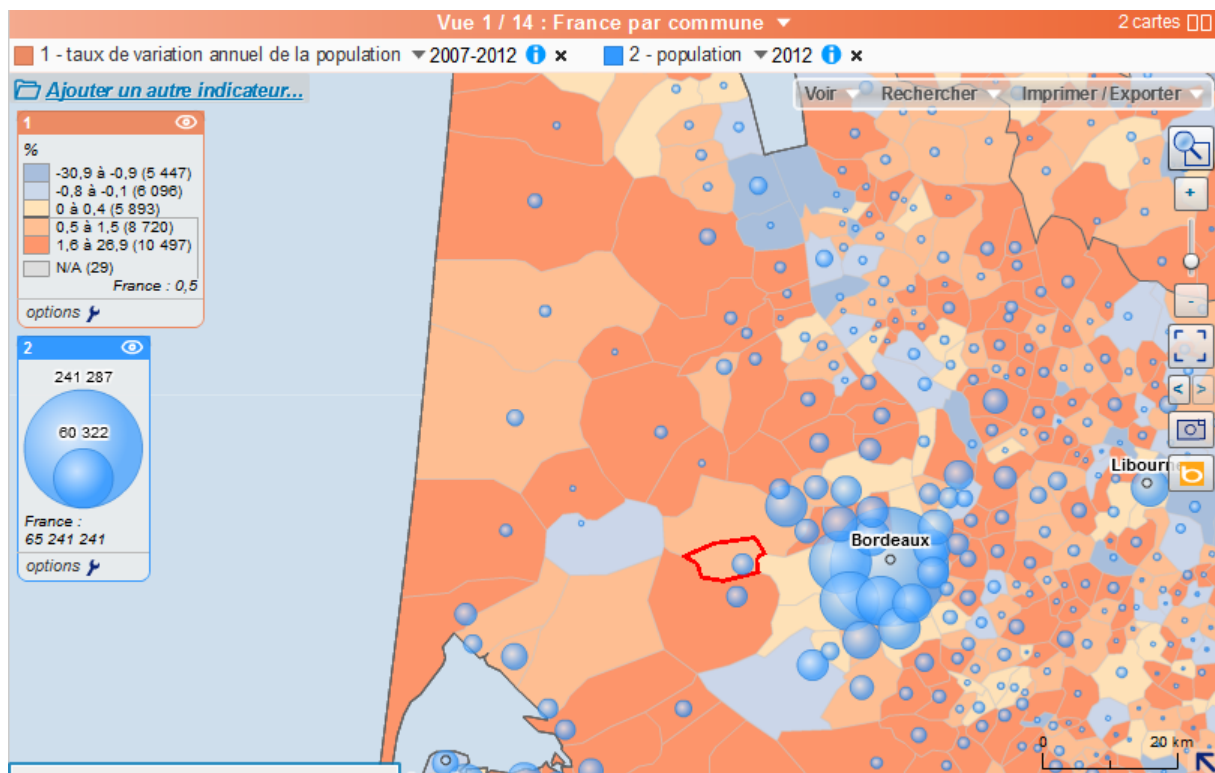 Vue 1 / 14 : France par commune
2 cartes
1 - taux de variation annuel de la population 2007-2012 i x 2 - population 2012 i x
Ajouter un autre indicateur...
Voir Rechercher Imprimer / Exporter
1
%
-30,9 à -0,9 (5 447)
-0,8 à -0,1 (6 096)
0 à 0,4 (5 893)
0,5 à 1,5 (8 720)
1,6 à 26,9 (10 497)
N/A (29)
France : 0,5
options
2
241 287
60 322
France :
65 241 241
options
+
-
< >
b
Libourn
Bordeaux
0 20 km